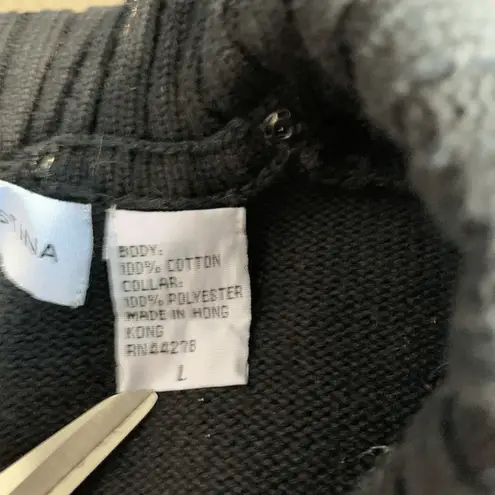 STINA
BODY:
100% COTTON
COLLAR:
100% POLYESTER
MADE IN HONG
KONG
RN44278
L